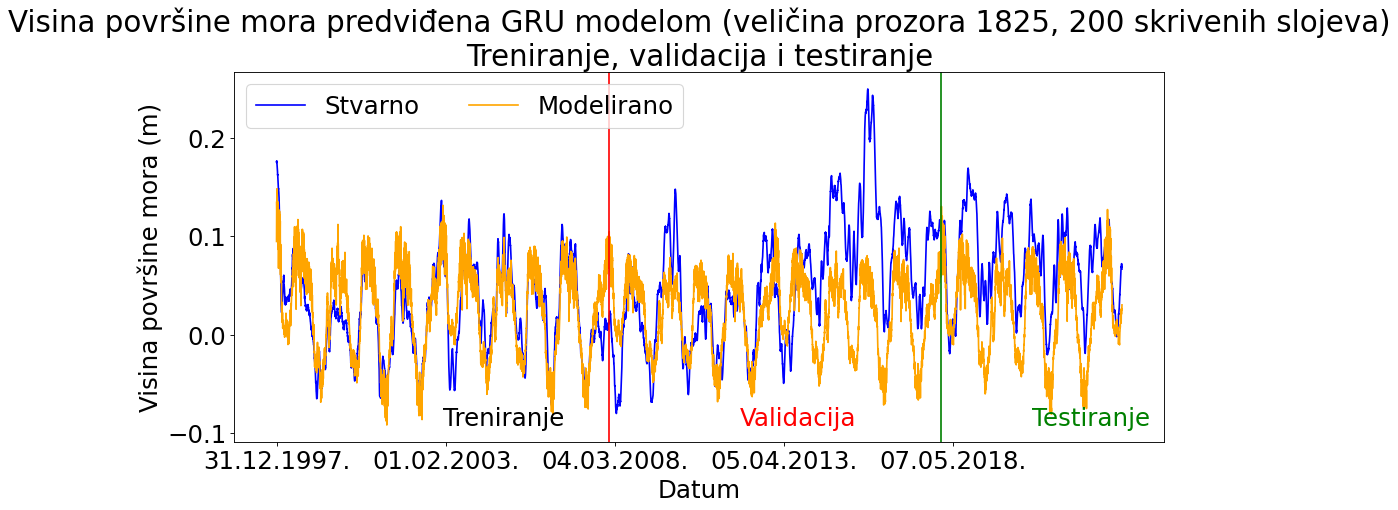 Visina površine mora predviđena GRU modelom (veličina prozora 1825, 200 skrivenih slojeva)
Treniranje, validacija i testiranje
Stvarno
Modelirano
Visina površine mora (m)
0.2
0.1
0.0
−0.1
Treniranje
Validacija
Testiranje
31.12.1997.
01.02.2003.
04.03.2008.
05.04.2013.
07.05.2018.
Datum